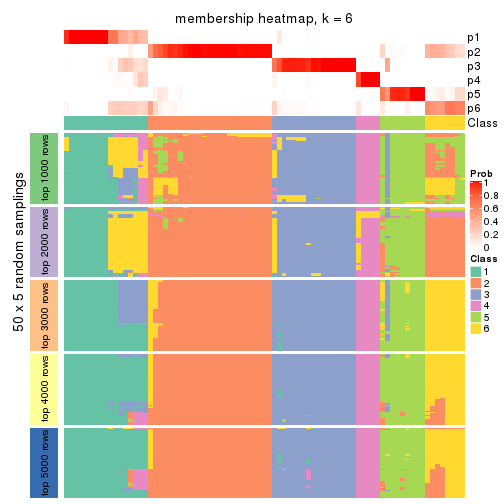 membership heatmap, k = 6
p1
p2
p3
p4
p5
p6
Class
50 x 5 random samplings
top 1000 rows
top 2000 rows
top 3000 rows
top 4000 rows
top 5000 rows
Prob
1
0.8
0.6
0.4
0.2
0
Class
1
2
3
4
5
6